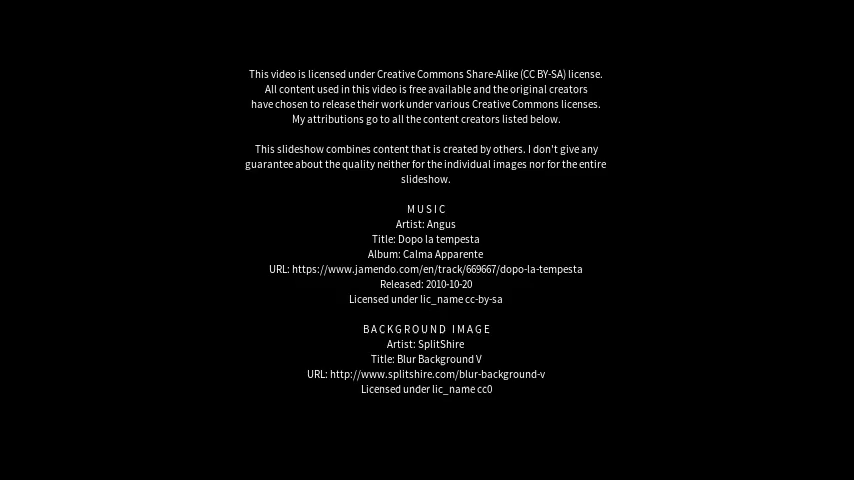 This video is licensed under Creative Commons Share-Alike (CC BY-SA) license.
All content used in this video is free available and the original creators
have chosen to release their work under various Creative Commons licenses.
My attributions go to all the content creators listed below.
This slideshow combines content that is created by others. I don't give any
guarantee about the quality neither for the individual images nor for the entire
slideshow.
MUSIC
Artist: Angus
Title: Dopo la tempesta
Album: Calma Apparente
URL: https://www.jamendo.com/en/track/669667/dopo-la-tempesta
Released: 2010-10-20
Licensed under lic_name cc-by-sa
BACKGROUND IMAGE
Artist: SplitShire
Title: Blur Background V
URL: http://www.splitshire.com/blur-background-v
Licensed under lic_name cc0